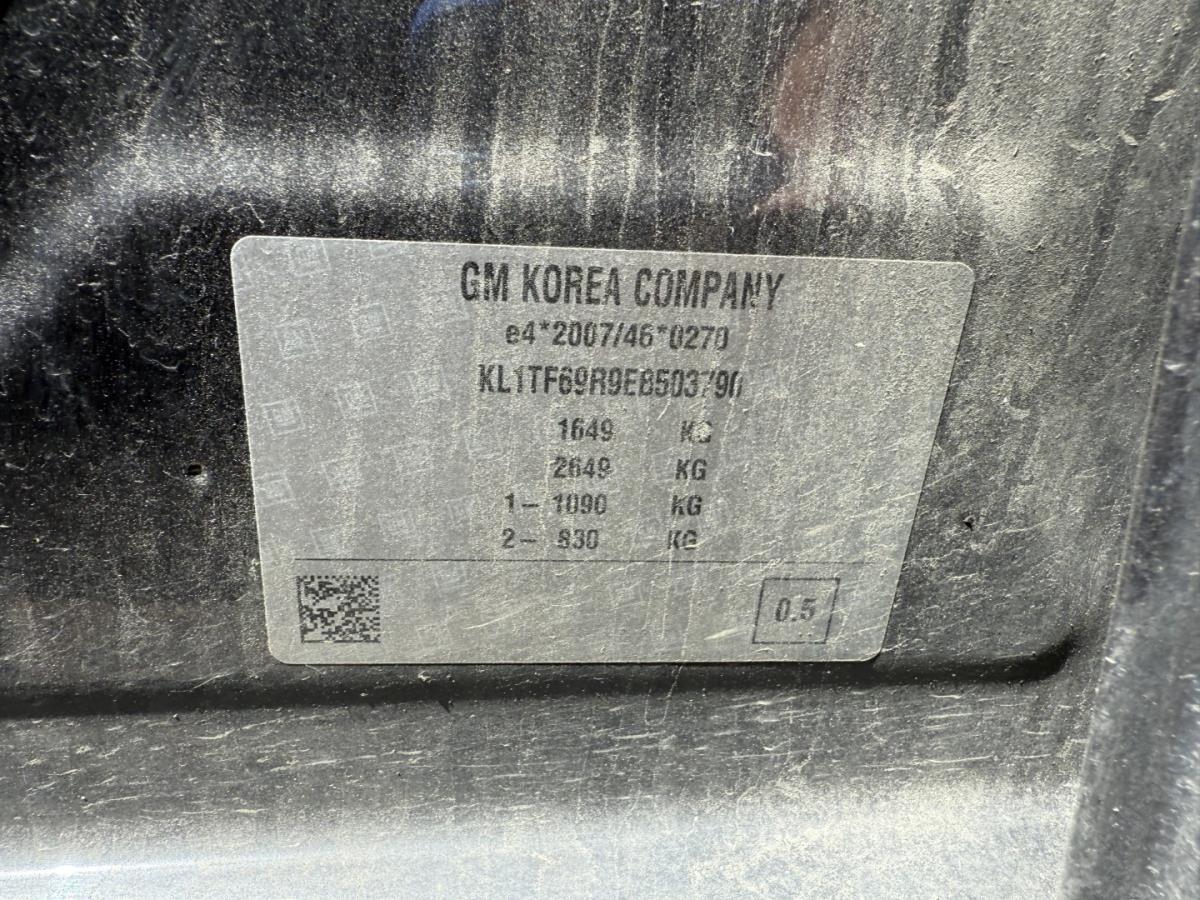 GM KOREA COMPANY
e4*2007/46*0270
KL1TF69R9EB503790
1649 KG
2649 KG
1– 1090 KG
2– 830 KG
0.5